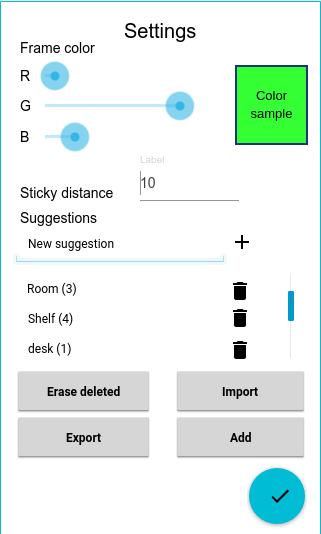 Settings
Frame color
R
G
B
Color
sample
Label
Sticky distance
10
Suggestions
New suggestion
Room (3)
Shelf (4)
desk (1)
Erase deleted
Import
Export
Add